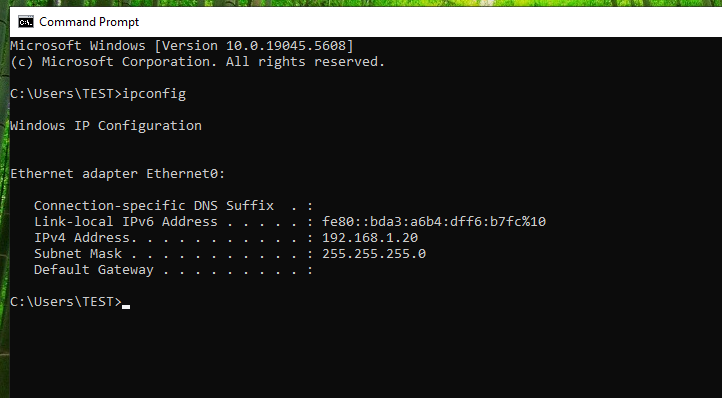 Command Prompt
Microsoft Windows [Version 10.0.19045.5608]
(c) Microsoft Corporation. All rights reserved.
C:\Users\TEST>ipconfig
Windows IP Configuration
Ethernet adapter Ethernet0:
Connection-specific DNS Suffix  . :
Link-local IPv6 Address . . . . . : fe80::bda3:a6b4:dff6:b7fc%10
IPv4 Address. . . . . . . . . . . : 192.168.1.20
Subnet Mask . . . . . . . . . . . : 255.255.255.0
Default Gateway . . . . . . . . . :
C:\Users\TEST>